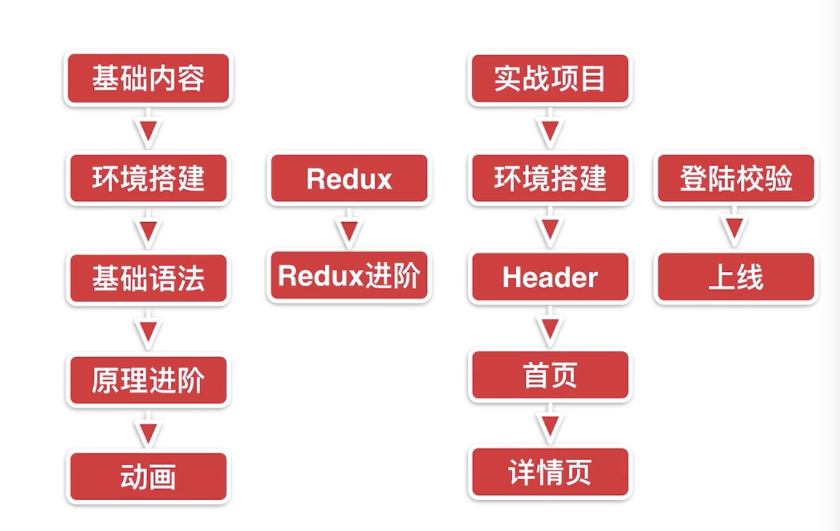 基础内容
环境搭建
基础语法
原理进阶
动画
Redux
Redux进阶
实战项目
环境搭建
Header
首页
详情页
登陆校验
上线